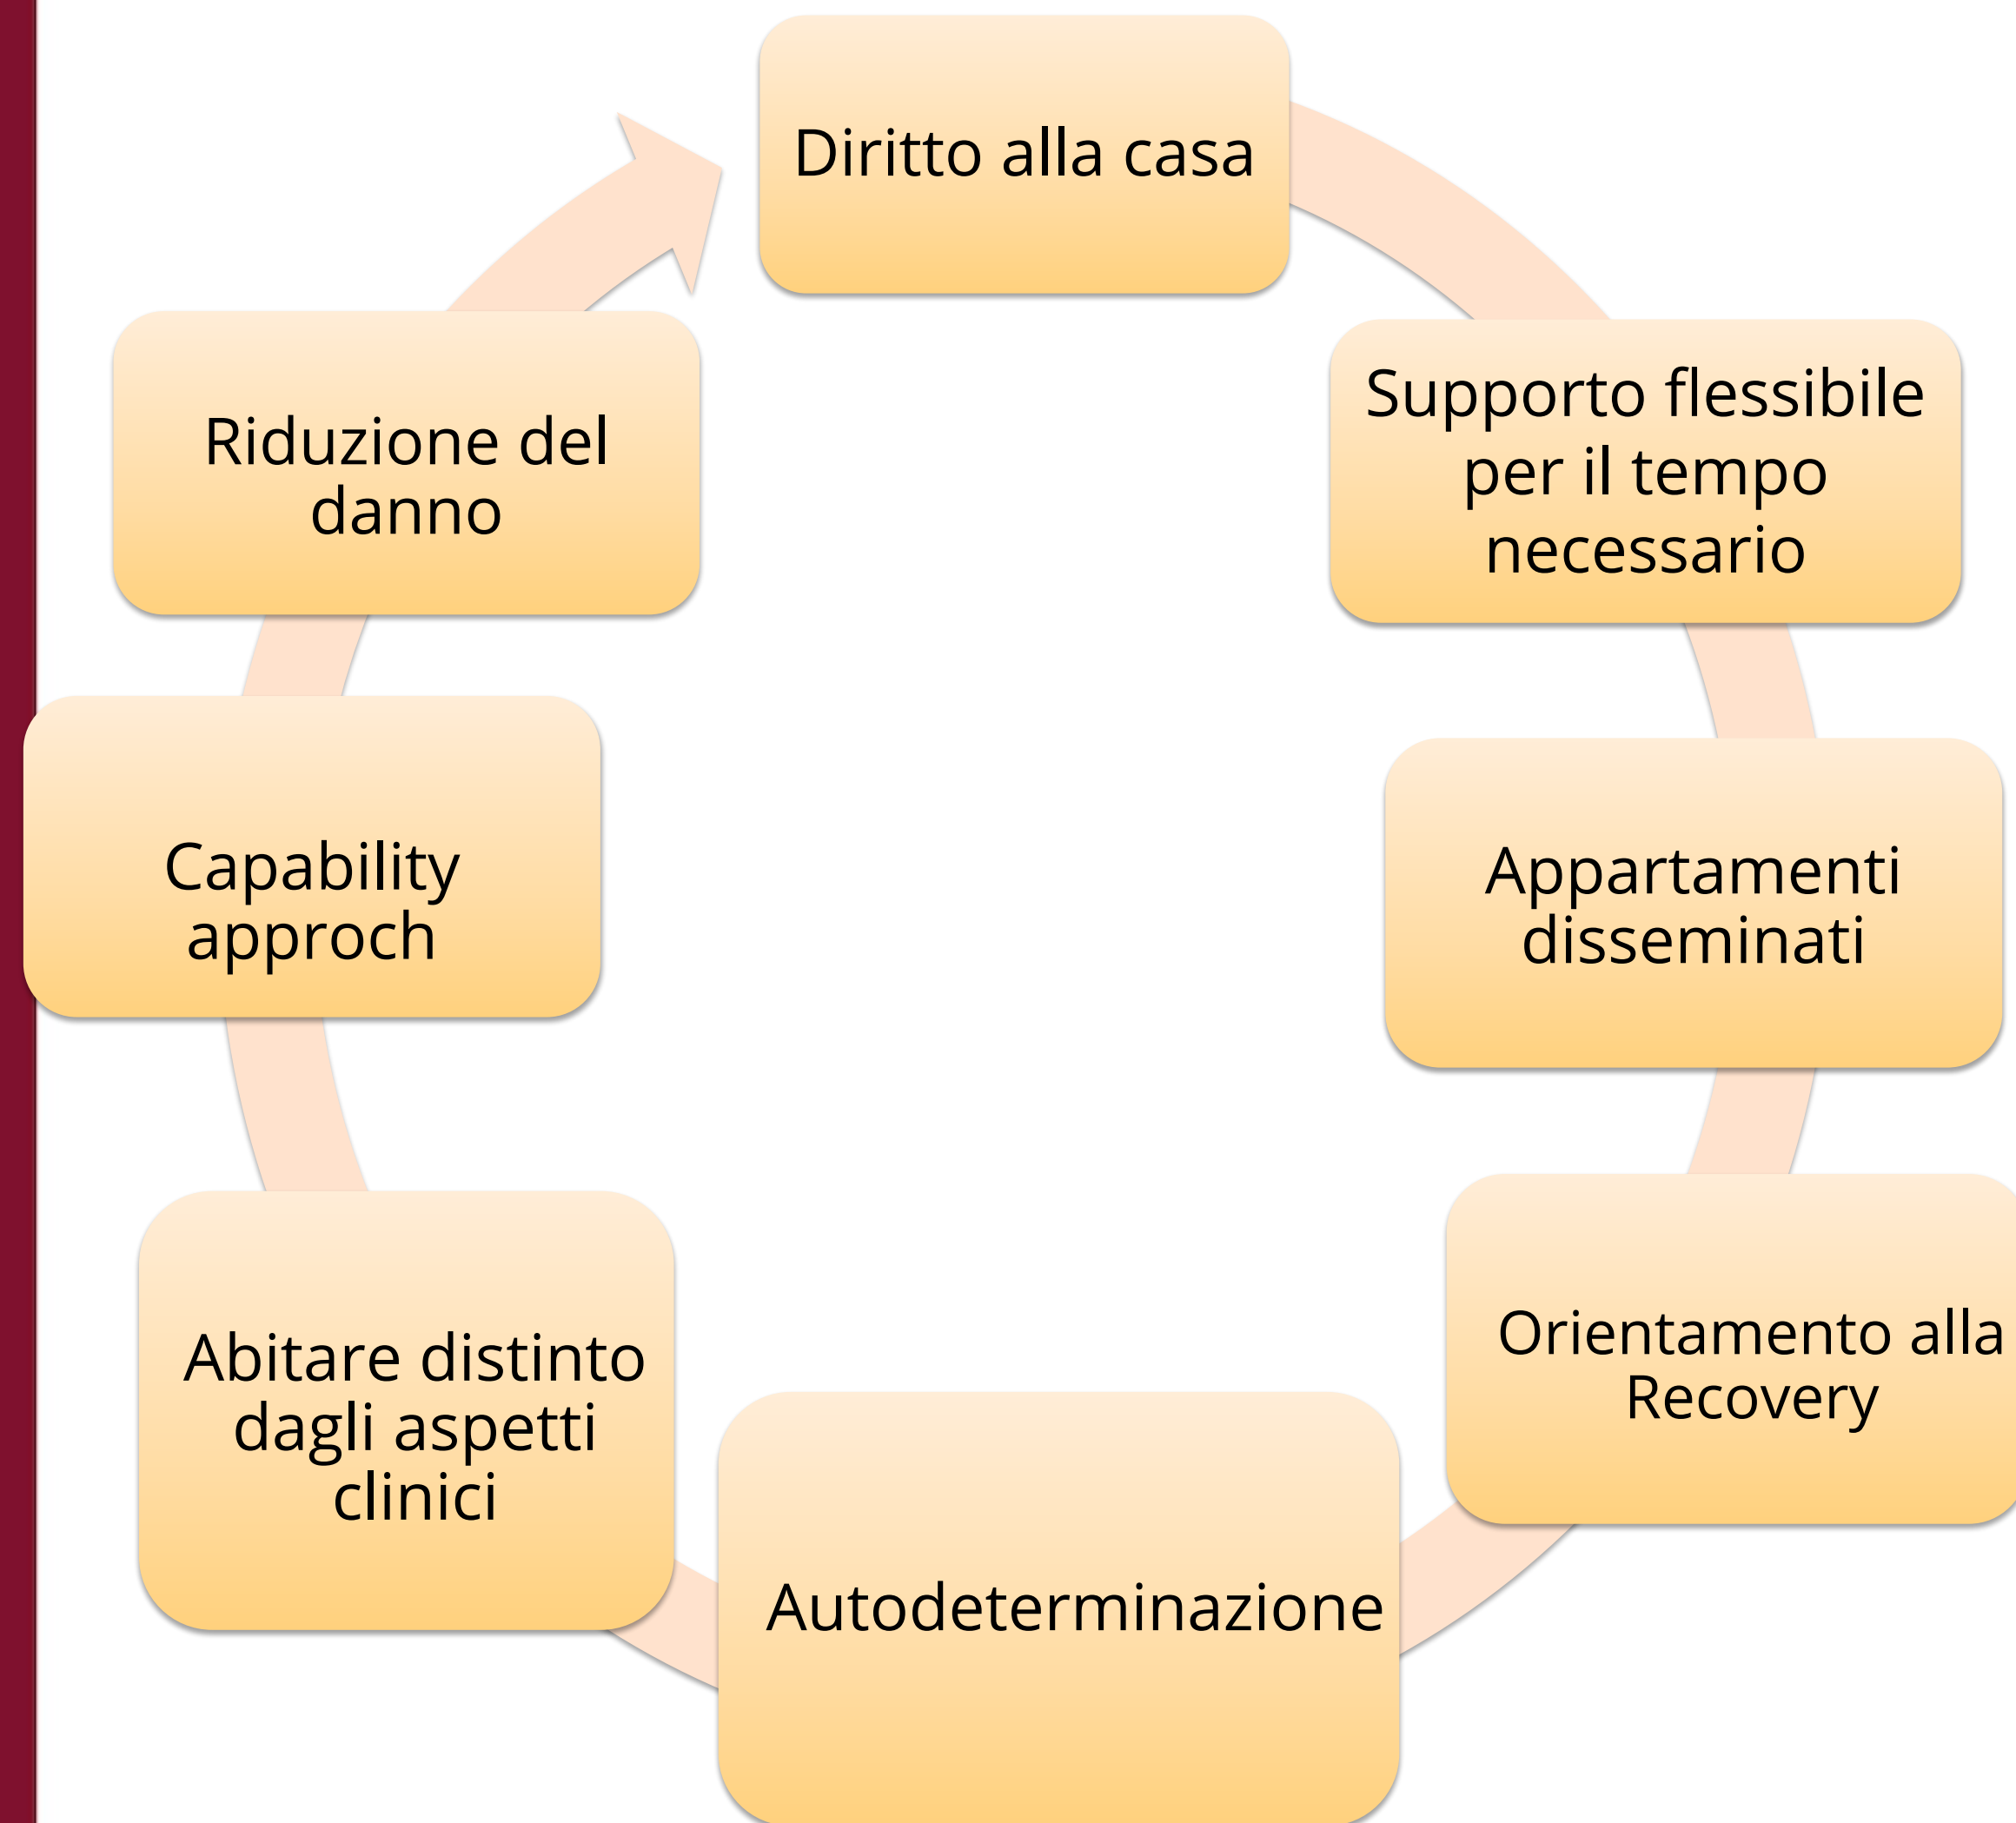 Diritto alla casa
Supporto flessibile
per il tempo
necessario
Appartamenti
disseminati
Orientamento alla
Recovery
Autodeterminazione
Abitare distinto
dagli aspetti
clinici
Capability
approch
Riduzione del
danno